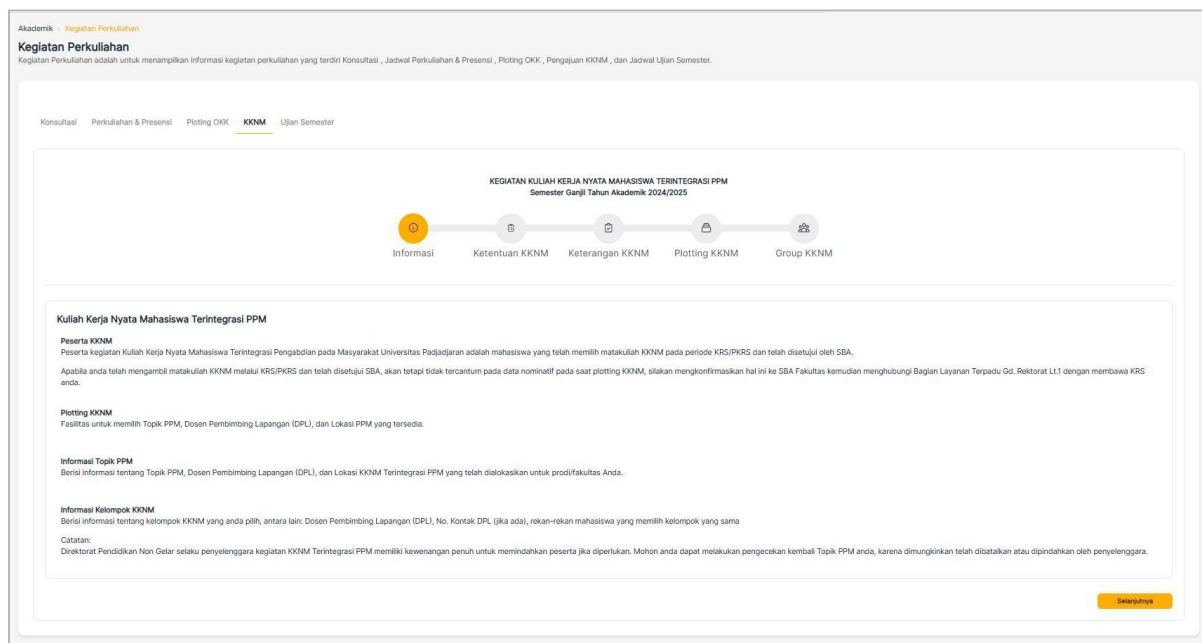 Akademik > Kegiatan Perkuliahan
Kegiatan Perkuliahan
Kegiatan Perkuliahan adalah untuk menampilkan informasi kegiatan perkuliahan yang terdiri Konsultasi , Jadwal Perkuliahan & Presensi , Ploting OKK , Pengajuan KKNM , dan Jadwal Ujian Semester.
Konsultasi Perkuliahan & Presensi Ploting OKK KKNM Ujian Semester
KEGIATAN KULIAH KERJA NYATA MAHASISWA TERINTEGRASI PPM
Semester Ganjil Tahun Akademik 2024/2025
Informasi Ketentuan KKNM Keterangan KKNM Plotting KKNM Group KKNM
Kuliah Kerja Nyata Mahasiswa Terintegrasi PPM
Peserta KKNM
Peserta kegiatan Kuliah Kerja Nyata Mahasiswa Terintegrasi Pengabdian pada Masyarakat Universitas Padjadjaran adalah mahasiswa yang telah memilih matakuliah KKNM pada periode KRS/PKRS dan telah disetujui oleh SBA.
Apabila anda telah mengambil matakuliah KKNM melalui KRS/PKRS dan telah disetujui SBA, akan tetapi tidak tercantum pada data nominatif pada saat plotting KKNM, silakan mengkonfirmasikan hal ini ke SBA Fakultas kemudian menghubungi Bagian Layanan Terpadu Gd. Rektorat Lt.1 dengan membawa KRS
anda.
Plotting KKNM
Fasilitas untuk memilih Topik PPM, Dosen Pembimbing Lapangan (DPL), dan Lokasi PPM yang tersedia.
Informasi Topik PPM
Berisi informasi tentang Topik PPM, Dosen Pembimbing Lapangan (DPL), dan Lokasi KKNM Terintegrasi PPM yang telah dialokasikan untuk prodi/fakultas Anda.
Informasi Kelompok KKNM
Berisi informasi tentang kelompok KKNM yang anda pilih, antara lain: Dosen Pembimbing Lapangan (DPL), No. Kontak DPL (jika ada), rekan-rekan mahasiswa yang memilih kelompok yang sama
Catatan:
Direktorat Pendidikan Non Gelar selaku penyelenggara kegiatan KKNM Terintegrasi PPM memiliki kewenangan penuh untuk memindahkan peserta jika diperlukan. Mohon anda dapat melakukan pengecekan kembali Topik PPM anda, karena dimungkinkan telah dibatalkan atau dipindahkan oleh penyelenggara.
Selanjutnya